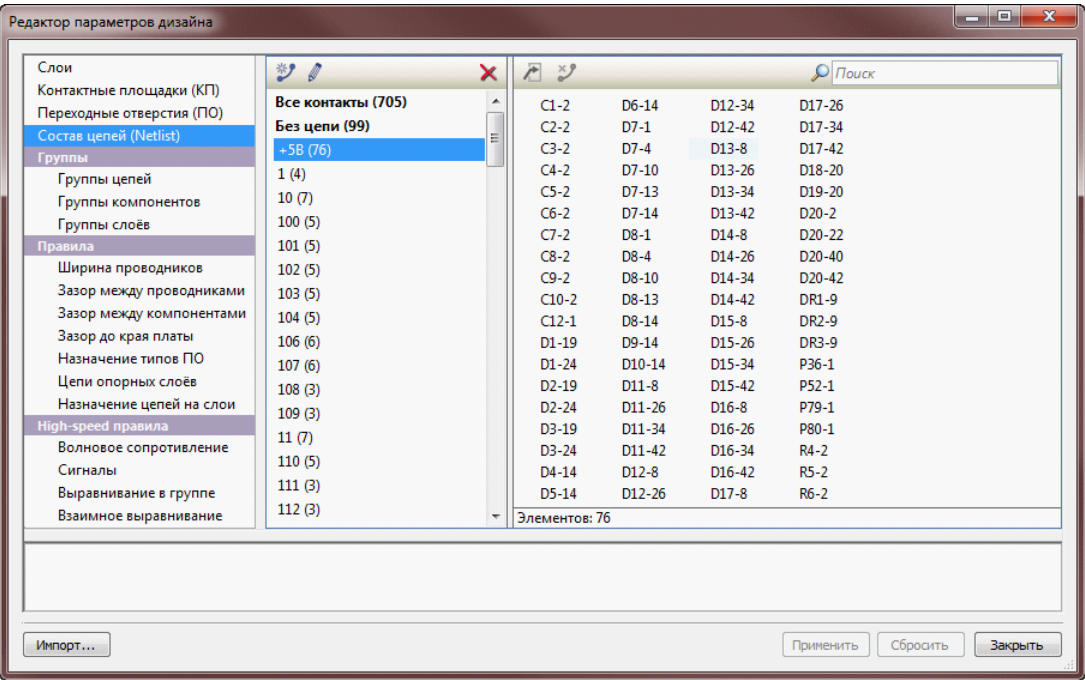 Редактор параметров дизайна
Слои
Контактные площадки (КП)
Переходные отверстия (ПО)
Состав цепей (Netlist)
Группы
Группы цепей
Группы компонентов
Группы слоёв
Правила
Ширина проводников
Зазор между проводниками
Зазор между компонентами
Зазор до края платы
Назначение типов ПО
Цепи опорных слоёв
Назначение цепей на слои
High-speed правила
Волновое сопротивление
Сигналы
Выравнивание в группе
Взаимное выравнивание
Все контакты (705)
Без цепи (99)
+5В (76)
1 (4)
10 (7)
100 (5)
101 (5)
102 (5)
103 (5)
104 (5)
106 (6)
107 (6)
108 (3)
109 (3)
11 (7)
110 (5)
111 (3)
112 (3)
Поиск
C1-2 D6-14 D12-34 D17-26
C2-2 D7-1 D12-42 D17-34
C3-2 D7-4 D13-8 D17-42
C4-2 D7-10 D13-26 D18-20
C5-2 D7-13 D13-34 D19-20
C6-2 D7-14 D13-42 D20-2
C7-2 D8-1 D14-8 D20-22
C8-2 D8-4 D14-26 D20-40
C9-2 D8-10 D14-34 D20-42
C10-2 D8-13 D14-42 DR1-9
C12-1 D8-14 D15-8 DR2-9
D1-19 D9-14 D15-26 DR3-9
D1-24 D10-14 D15-34 P36-1
D2-19 D11-8 D15-42 P52-1
D2-24 D11-26 D16-8 P79-1
D3-19 D11-34 D16-26 P80-1
D3-24 D11-42 D16-34 R4-2
D4-14 D12-8 D16-42 R5-2
D5-14 D12-26 D17-8 R6-2
Элементов: 76
Импорт... Применить Сбросить Закрыть